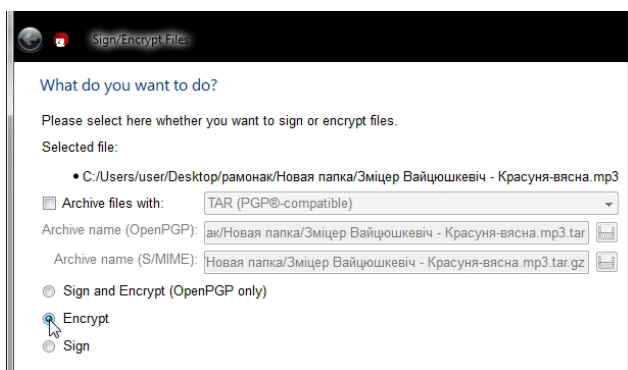 Sign/Encrypt Files
What do you want to do?
Please select here whether you want to sign or encrypt files.
Selected file:
• C:/Users/user/Desktop/рамонак/Новая папка/Зміцер Вайцюшкевіч - Красуня-вясна.mp3
Archive files with: TAR (PGP®-compatible)
Archive name (OpenPGP): ак/Новая папка/Зміцер Вайцюшкевіч - Красуня-вясна.mp3.tar
Archive name (S/MIME): Новая папка/Зміцер Вайцюшкевіч - Красуня-вясна.mp3.tar.gz
Sign and Encrypt (OpenPGP only)
Encrypt
Sign